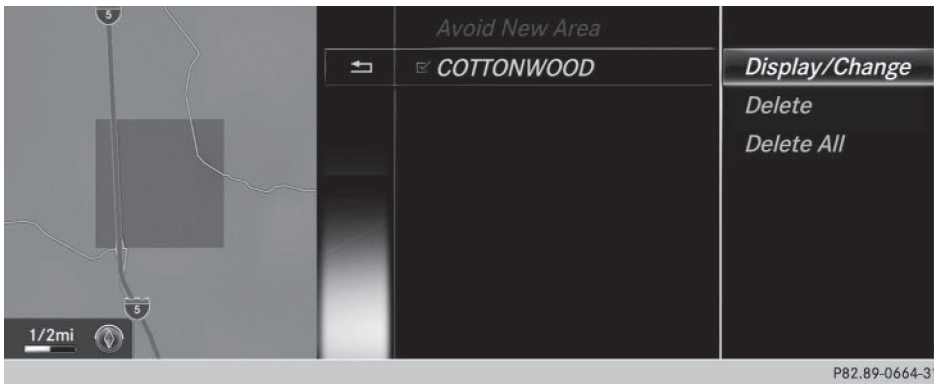 5
5
1/2mi
Avoid New Area
COTTONWOOD
Display/Change
Delete
Delete All
P82.89-0664-31